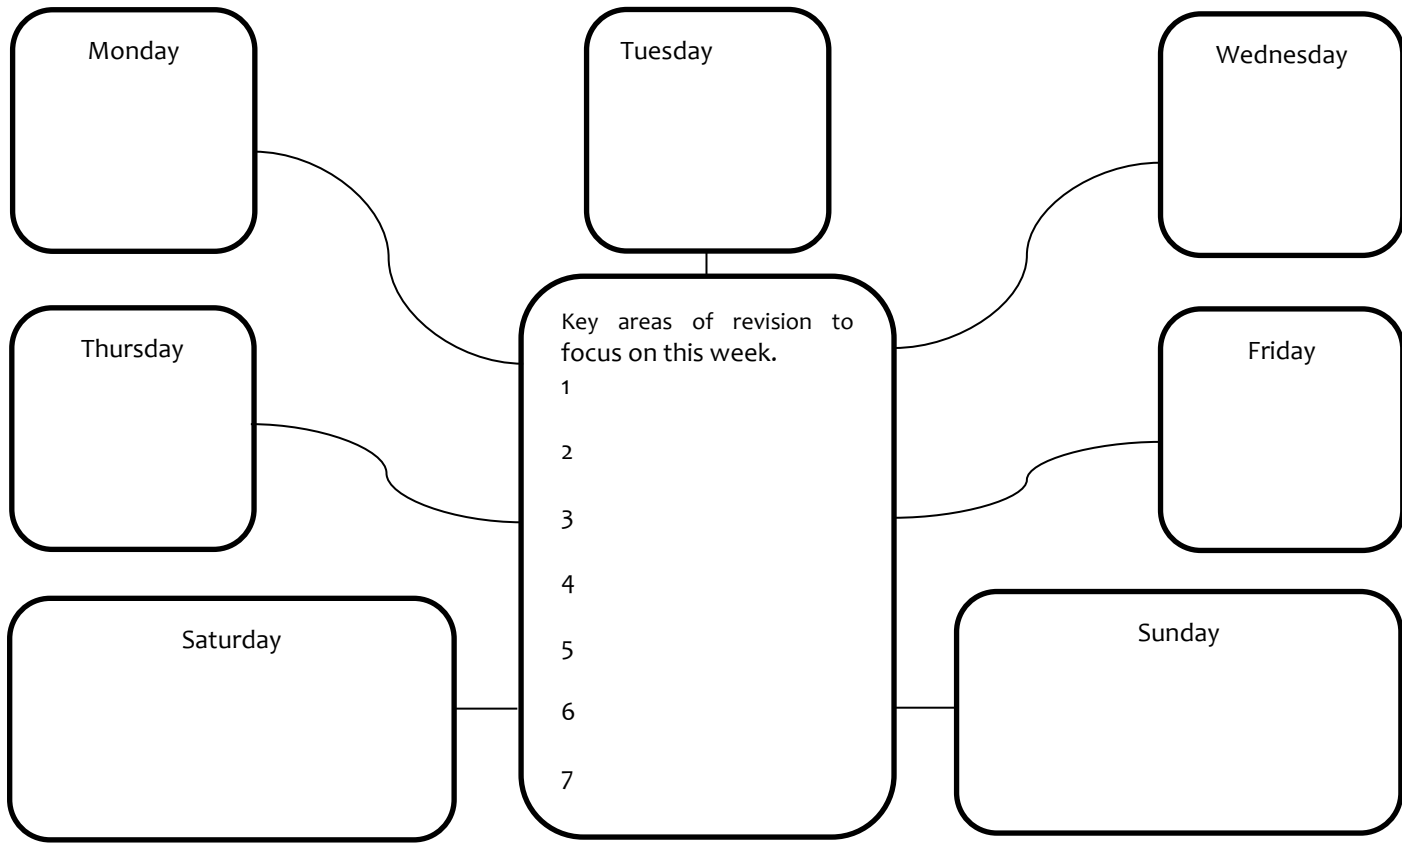 Monday
Tuesday
Wednesday
Thursday
Friday
Key areas of revision to
focus on this week.
1
2
3
4
5
6
7
Saturday
Sunday